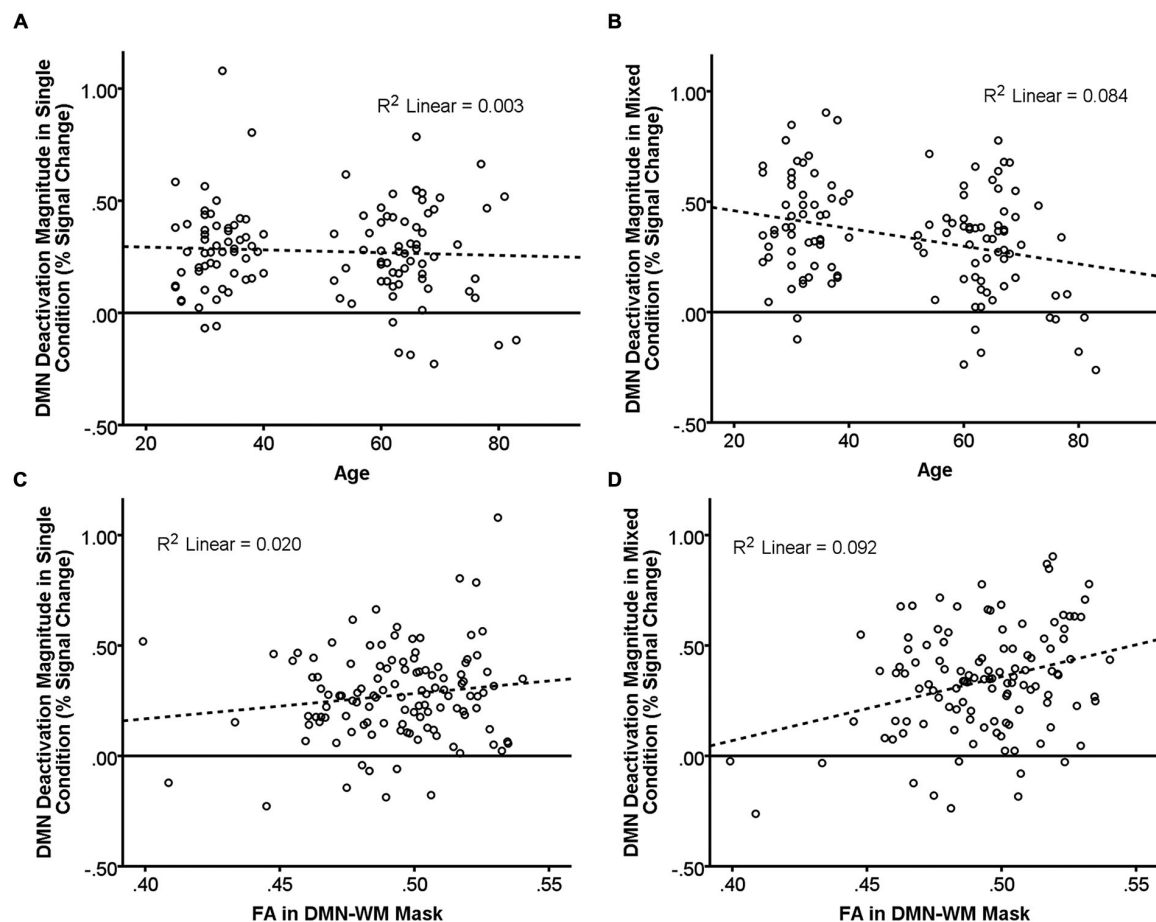 A
DMN Deactivation Magnitude in Single
Condition (% Signal Change)
1.00
.50
.00
-.50
R² Linear = 0.003
20 40 60 80
Age
B
DMN Deactivation Magnitude in Mixed
Condition (% Signal Change)
1.00
.50
.00
-.50
R² Linear = 0.084
20 40 60 80
Age
C
DMN Deactivation Magnitude in Single
Condition (% Signal Change)
1.00
.50
.00
-.50
R² Linear = 0.020
.40 .45 .50 .55
FA in DMN-WM Mask
D
DMN Deactivation Magnitude in Mixed
Condition (% Signal Change)
1.00
.50
.00
-.50
R² Linear = 0.092
.40 .45 .50 .55
FA in DMN-WM Mask